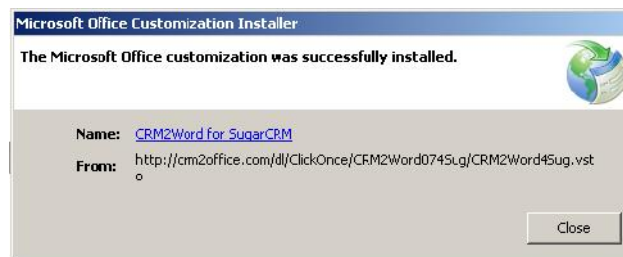 Microsoft Office Customization Installer
The Microsoft Office customization was successfully installed.
Name: CRM2Word for SugarCRM
From: http://crm2office.com/dl/ClickOnce/CRM2Word074Sug/CRM2Word4Sug.vst
o
Close